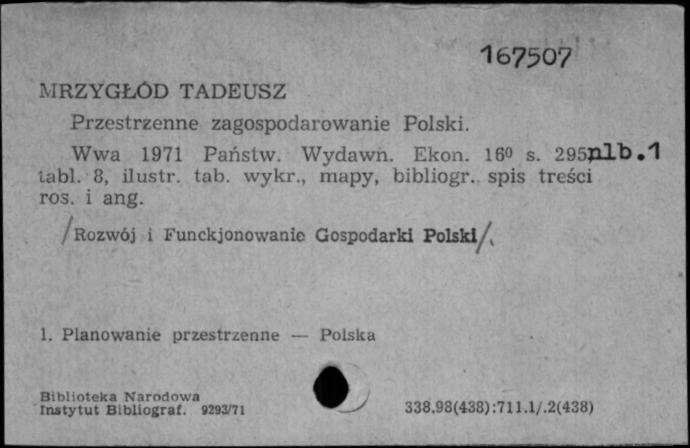 167507
MRZYGŁÓD TADEUSZ
Przestrzenne zagospodarowanie Polski.
Wwa 1971 Państw. Wydawn. Ekon. 16⁰ s. 295 nlb.1
tabl. 8, ilustr. tab. wykr., mapy, bibliogr. spis treści
ros. i ang.
/Rozwój i Funckjonowanie Gospodarki Polski/.
1. Planowanie przestrzenne — Polska
Biblioteka Narodowa
Instytut Bibliograf. 9293/71
338.98(438):711.1/.2(438)